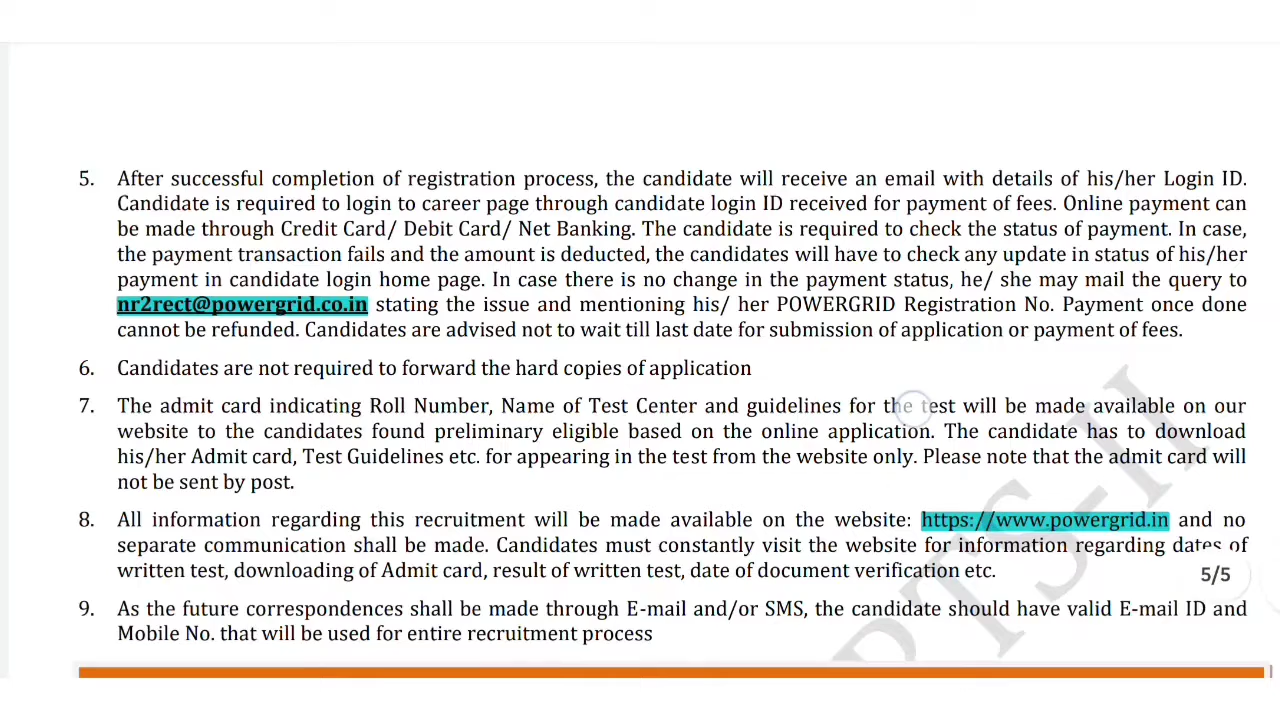 5. After successful completion of registration process, the candidate will receive an email with details of his/her Login ID.
Candidate is required to login to career page through candidate login ID received for payment of fees. Online payment can
be made through Credit Card/ Debit Card/ Net Banking. The candidate is required to check the status of payment. In case,
the payment transaction fails and the amount is deducted, the candidates will have to check any update in status of his/her
payment in candidate login home page. In case there is no change in the payment status, he/ she may mail the query to
nr2rect@powergrid.co.in stating the issue and mentioning his/ her POWERGRID Registration No. Payment once done
cannot be refunded. Candidates are advised not to wait till last date for submission of application or payment of fees.
6. Candidates are not required to forward the hard copies of application
7. The admit card indicating Roll Number, Name of Test Center and guidelines for the test will be made available on our
website to the candidates found preliminary eligible based on the online application. The candidate has to download
his/her Admit card, Test Guidelines etc. for appearing in the test from the website only. Please note that the admit card will
not be sent by post.
8. All information regarding this recruitment will be made available on the website: https://www.powergrid.in and no
separate communication shall be made. Candidates must constantly visit the website for information regarding dates of
written test, downloading of Admit card, result of written test, date of document verification etc.
5/5
9. As the future correspondences shall be made through E-mail and/or SMS, the candidate should have valid E-mail ID and
Mobile No. that will be used for entire recruitment process
PTS-II